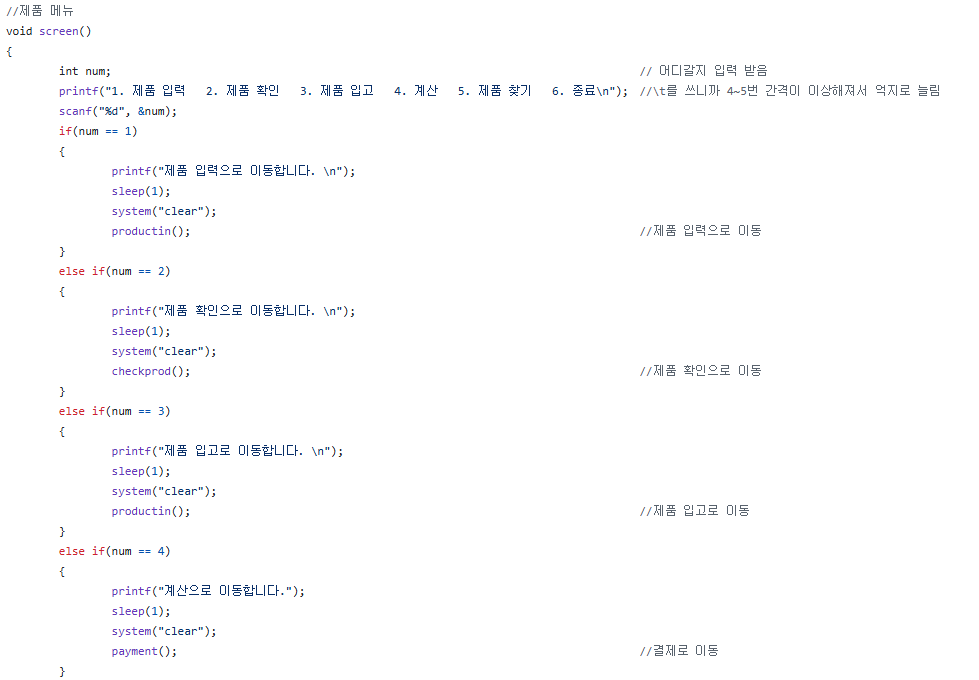 //제품 메뉴
void screen()
{
int num; // 어디갈지 입력 받음
printf("1. 제품 입력   2. 제품 확인   3. 제품 입고   4. 계산   5. 제품 찾기   6. 종료\n"); //\t를 쓰니까 4~5번 간격이 이상해져서 억지로 늘림
scanf("%d", &num);
if(num == 1)
{
printf("제품 입력으로 이동합니다. \n");
sleep(1);
system("clear");
productin(); //제품 입력으로 이동
}
else if(num == 2)
{
printf("제품 확인으로 이동합니다. \n");
sleep(1);
system("clear");
checkprod(); //제품 확인으로 이동
}
else if(num == 3)
{
printf("제품 입고로 이동합니다. \n");
sleep(1);
system("clear");
productin(); //제품 입고로 이동
}
else if(num == 4)
{
printf("계산으로 이동합니다.");
sleep(1);
system("clear");
payment(); //결제로 이동
}